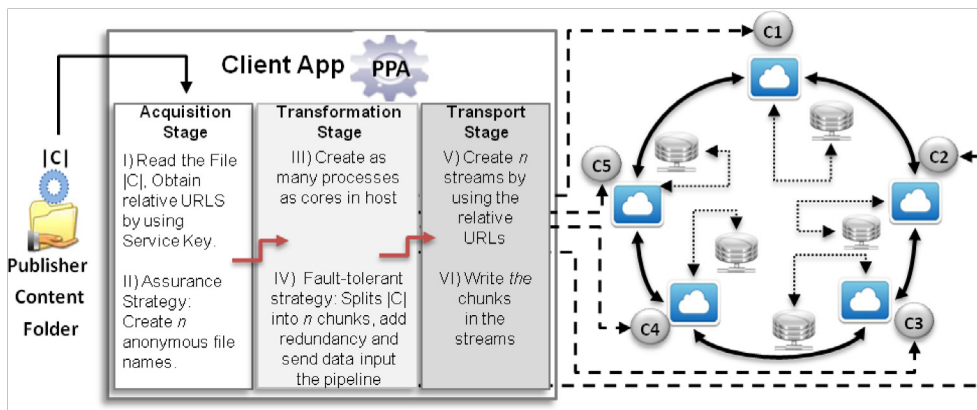 Client App
PPA
|C|
Publisher
Content
Folder
Acquisition
Stage
I) Read the File
|C|, Obtain
relative URLS
by using
Service Key.
II) Assurance
Strategy:
Create n
anonymous file
names.
Transformation
Stage
III) Create as
many processes
as cores in host
IV) Fault-tolerant
strategy: Splits |C|
into n chunks, add
redundancy and
send data input
the pipeline
Transport
Stage
V) Create n
streams by
using the
relative
URLs
VI) Write the
chunks
in the
streams
C1
C2
C5
C4
C3